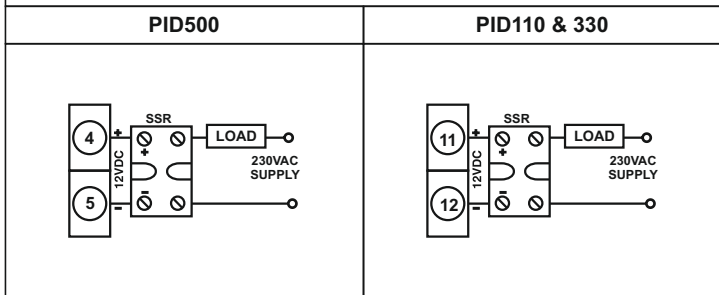 PID500
PID110 & 330
SSR
4
+
+
LOAD
12VDC
230VAC
SUPPLY
5
-
-
SSR
11
+
+
LOAD
12VDC
230VAC
SUPPLY
12
-
-